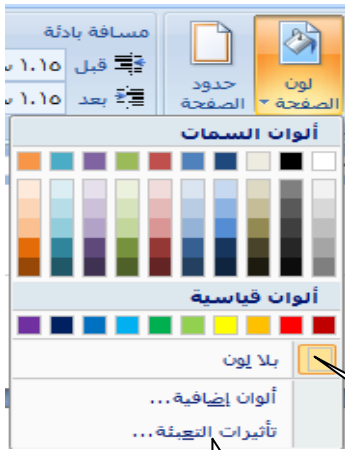 لون الصفحة
حدود الصفحة
مسافة بادئة
قبل ١.١٥
بعد ١.١٥
ألوان السمات
ألوان قياسية
بلا لون
ألوان إضافية...
تأثيرات التعبئة...